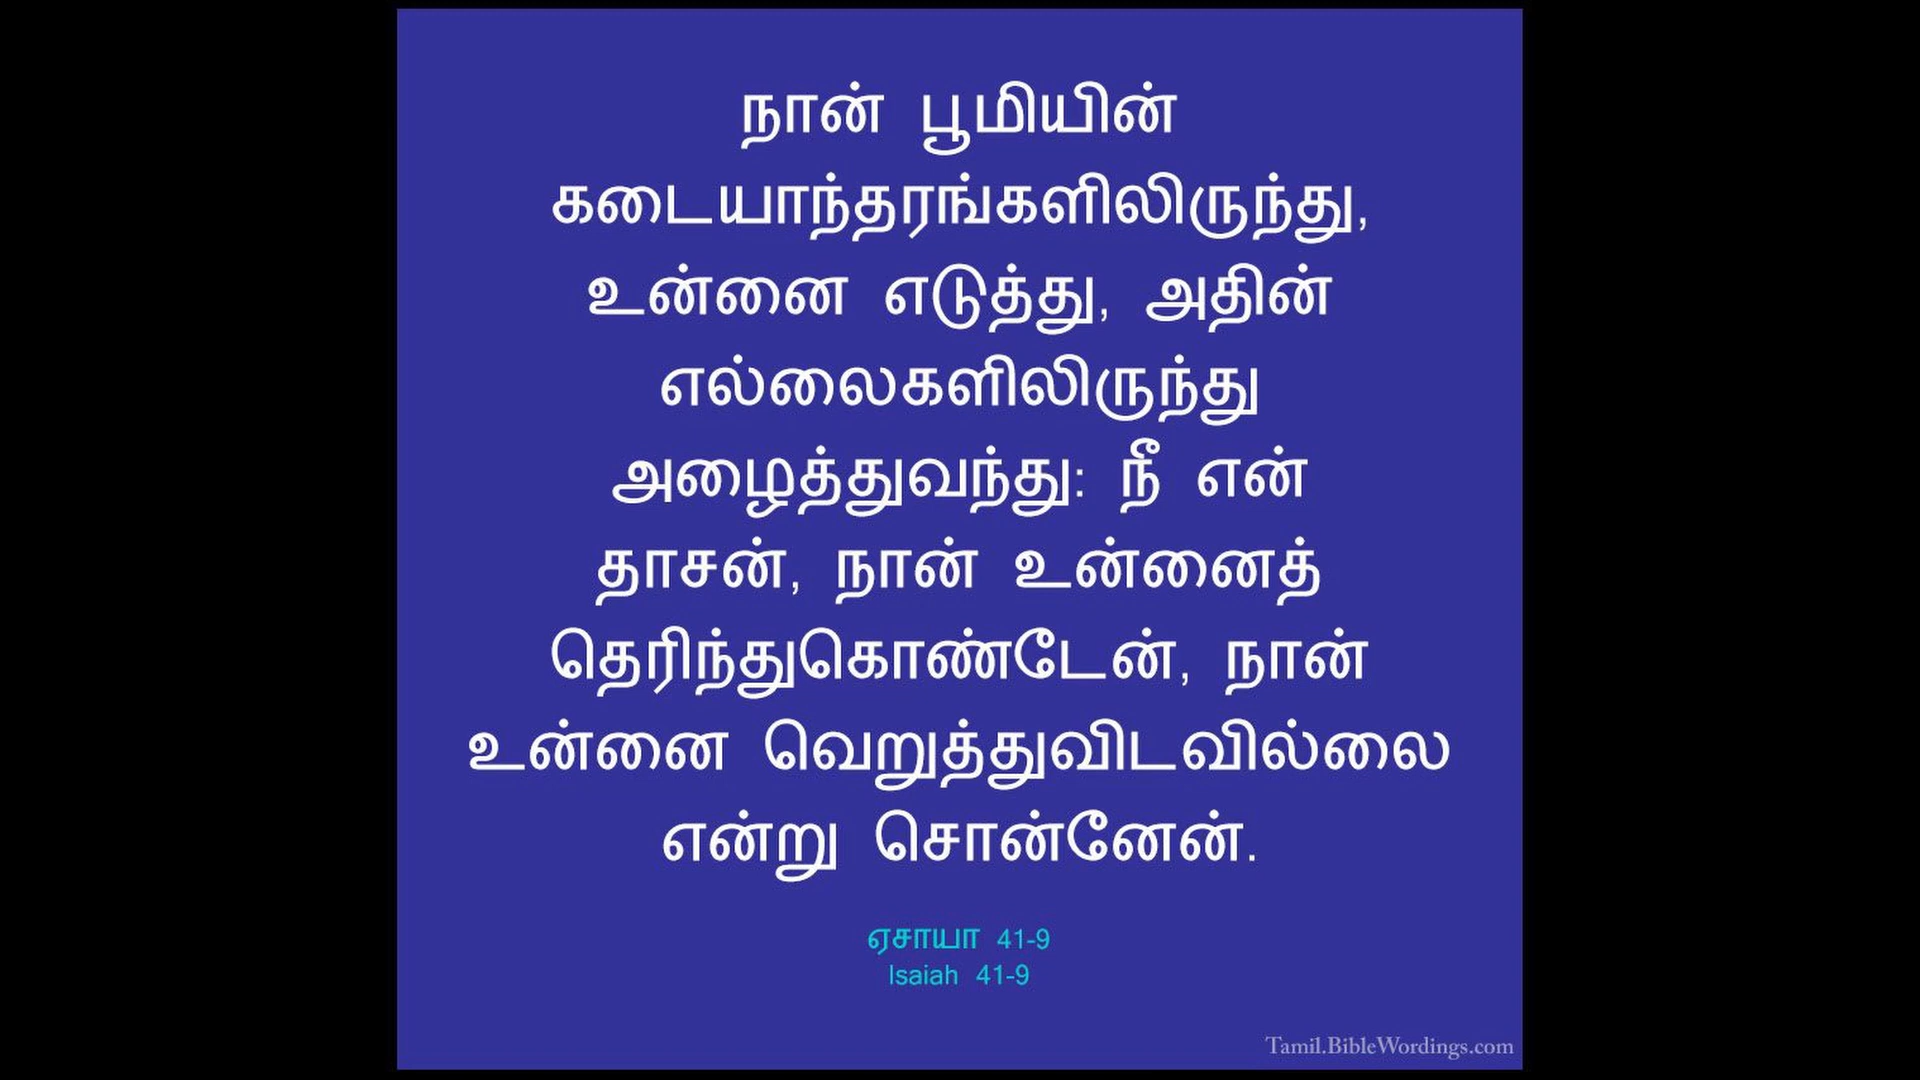 நான் பூமியின்
கடையாந்தரங்களிலிருந்து,
உன்னை எடுத்து, அதின்
எல்லைகளிலிருந்து
அழைத்துவந்து: நீ என்
தாசன், நான் உன்னைத்
தெரிந்துகொண்டேன், நான்
உன்னை வெறுத்துவிடவில்லை
என்று சொன்னேன்.
ஏசாயா 41-9
Isaiah 41-9
Tamil.BibleWordings.com